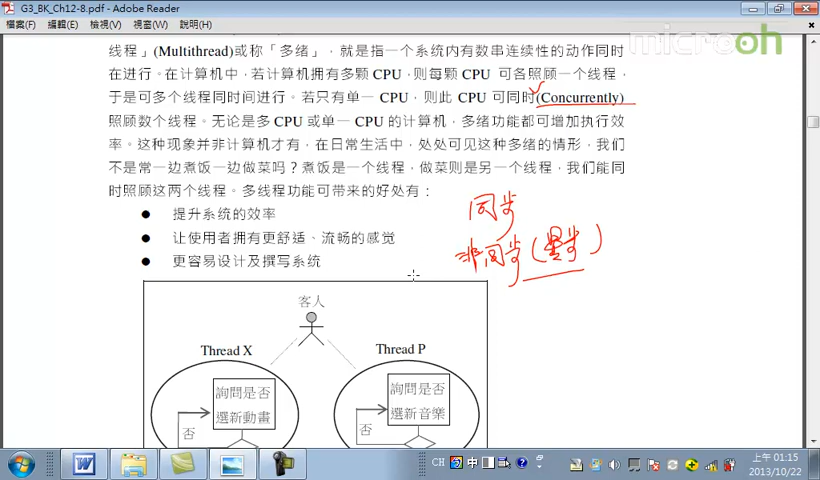 G3_BK_Ch12-8.pdf - Adobe Reader
檔案(F) 編輯(E) 檢視(V) 視窗(W) 說明(H)
microoh
线程」(Multithread)或称「多绪」，就是指一个系统内有数串连续性的动作同时
在进行。在计算机中，若计算机拥有多颗 CPU，则每颗 CPU 可各照顾一个线程，
于是可多个线程同时间进行。若只有单一 CPU，则此 CPU 可同时(Concurrently)
照顾数个线程。无论是多 CPU 或单一 CPU 的计算机，多绪功能都可增加执行效
率。这种现象并非计算机才有，在日常生活中，处处可见这种多绪的情形，我们
不是常一边煮饭一边做菜吗？煮饭是一个线程，做菜则是另一个线程，我们能同
时照顾这两个线程。多线程功能可带来的好处有：
● 提升系统的效率
同步
● 让使用者拥有更舒适、流畅的感觉
非同步(異步)
● 更容易设计及撰写系统
客人
Thread X
Thread P
詢問是否
選新動畫
詢問是否
選新音樂
否
否
CH
中
上午 01:15
2013/10/22